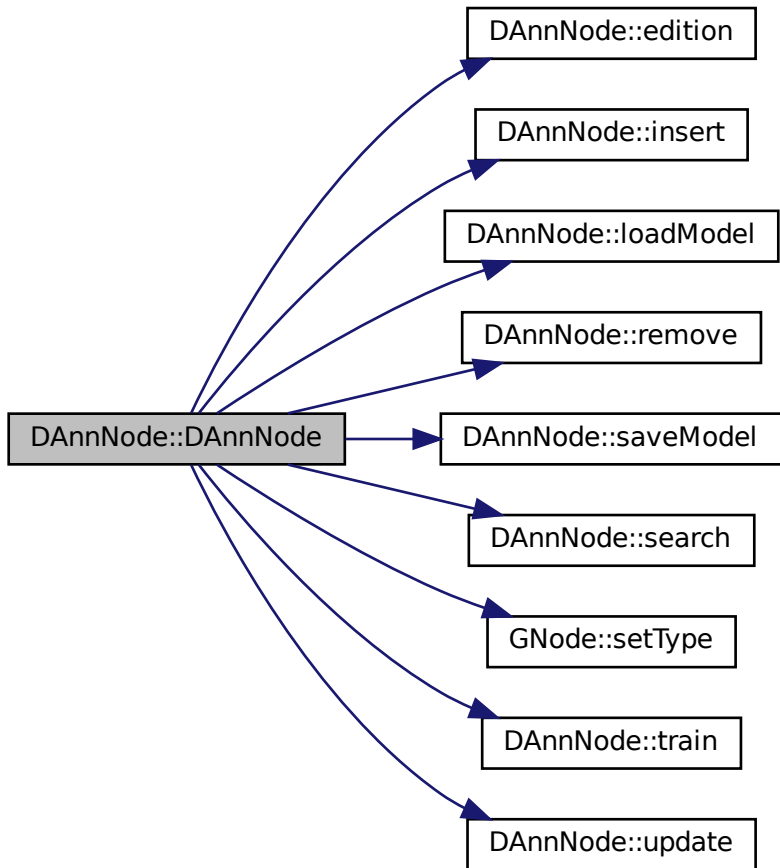 DAnnNode::edition
DAnnNode::insert
DAnnNode::loadModel
DAnnNode::remove
DAnnNode::DAnnNode
DAnnNode::saveModel
DAnnNode::search
GNode::setType
DAnnNode::train
DAnnNode::update